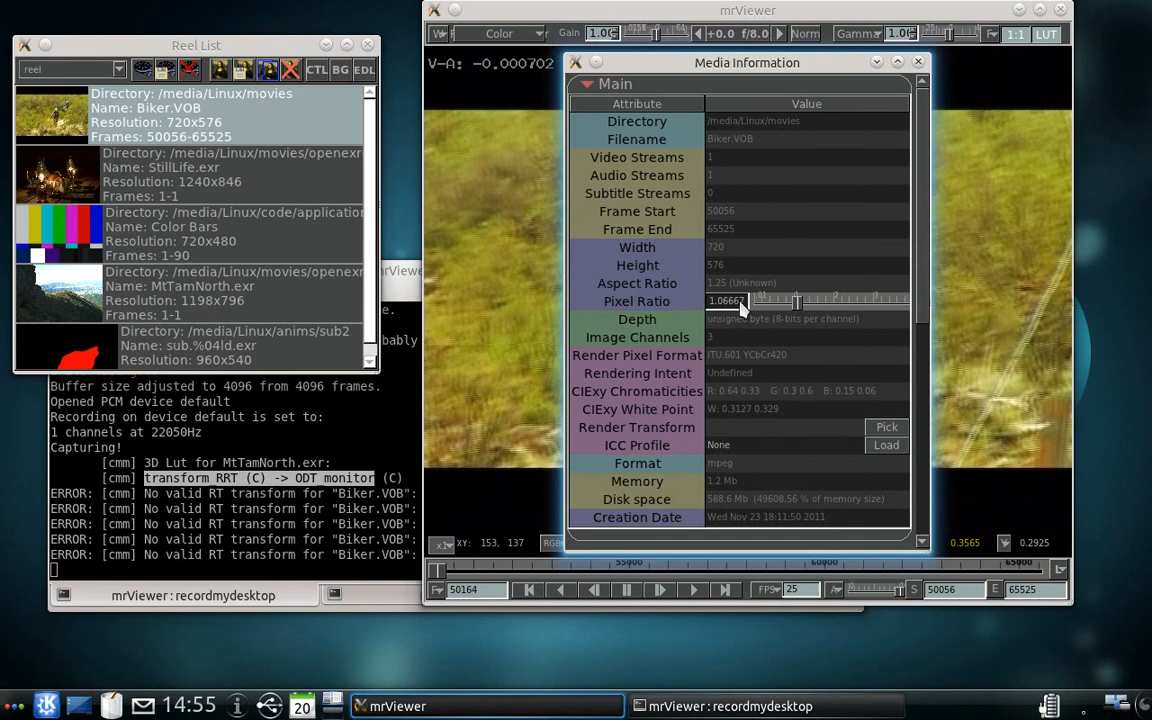 mrViewer
Color
Gain
1.00
+0.0 f/8.0
Norm
Gamma
1.00
1:1
LUT
V-A: -0.000702
Reel List
reel
CTL BG EDL
Directory: /media/Linux/movies
Name: Biker.VOB
Resolution: 720x576
Frames: 50056-65525
Directory: /media/Linux/movies/openexr
Name: StillLife.exr
Resolution: 1240x846
Frames: 1-1
Directory: /media/Linux/code/application
Name: Color Bars
Resolution: 720x480
Frames: 1-90
Directory: /media/Linux/movies/openexr
Name: MtTamNorth.exr
Resolution: 1198x796
Frames: 1-1
Directory: /media/Linux/anims/sub2
Name: sub.%04ld.exr
Resolution: 960x540
Media Information
Main
Attribute Value
Directory /media/Linux/movies
Filename Biker.VOB
Video Streams 1
Audio Streams 1
Subtitle Streams 0
Frame Start 50056
Frame End 65525
Width 720
Height 576
Aspect Ratio 1.25 (Unknown)
Pixel Ratio 1.06667 1 2 3
Depth unsigned byte (8-bits per channel)
Image Channels 3
Render Pixel Format ITU.601 YCbCr420
Rendering Intent Undefined
CIExy Chromaticities R: 0.64 0.33 G: 0.3 0.6 B: 0.15 0.06
CIExy White Point W: 0.3127 0.329
Render Transform Pick
ICC Profile None Load
Format mpeg
Memory 1.2 Mb
Disk space 588.6 Mb (49608.56 % of memory size)
Creation Date Wed Nov 23 18:11:50 2011
Buffer size adjusted to 4096 from 4096 frames.
Opened PCM device default
Recording on device default is set to:
1 channels at 22050Hz
Capturing!
[cmm] 3D Lut for MtTamNorth.exr:
[cmm] transform_RRT (C) -> ODT_monitor (C)
ERROR: [cmm] No valid RT transform for "Biker.VOB":
ERROR: [cmm] No valid RT transform for "Biker.VOB":
ERROR: [cmm] No valid RT transform for "Biker.VOB":
ERROR: [cmm] No valid RT transform for "Biker.VOB":
ERROR: [cmm] No valid RT transform for "Biker.VOB":
mrViewer : recordmydesktop
x1 XY: 153, 137
0.3565 V 0.2925
55000 60000 65000
50164
FPS 25
S 50056 E 65525
14:55
20
mrViewer
mrViewer : recordmydesktop